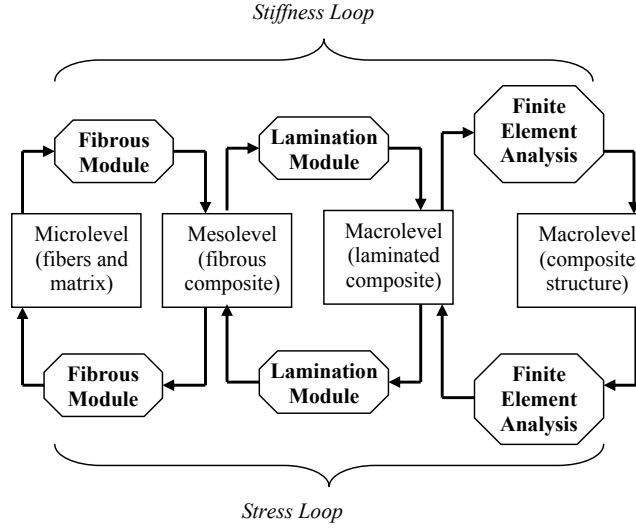 Stiffness Loop
Fibrous
Module
Lamination
Module
Finite
Element
Analysis
Microlevel
(fibers and
matrix)
Mesolevel
(fibrous
composite)
Macrolevel
(laminated
composite)
Macrolevel
(composite
structure)
Fibrous
Module
Lamination
Module
Finite
Element
Analysis
Stress Loop